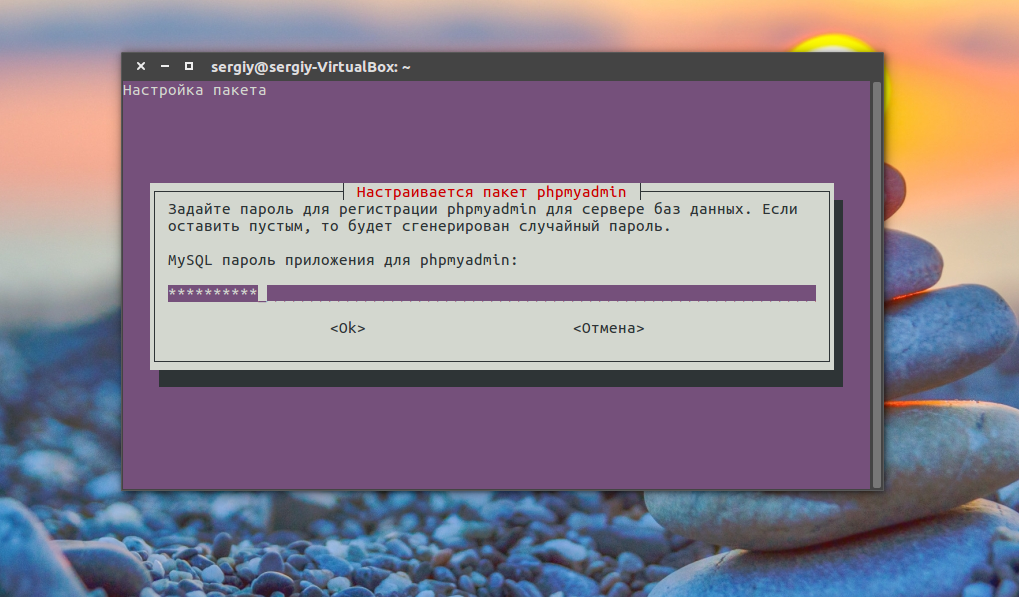 sergiy@sergiy-VirtualBox: ~
Настройка пакета
Настраивается пакет phpmyadmin
Задайте пароль для регистрации phpmyadmin для сервере баз данных. Если
оставить пустым, то будет сгенерирован случайный пароль.
MySQL пароль приложения для phpmyadmin:
**********_
<Ok> <Отмена>